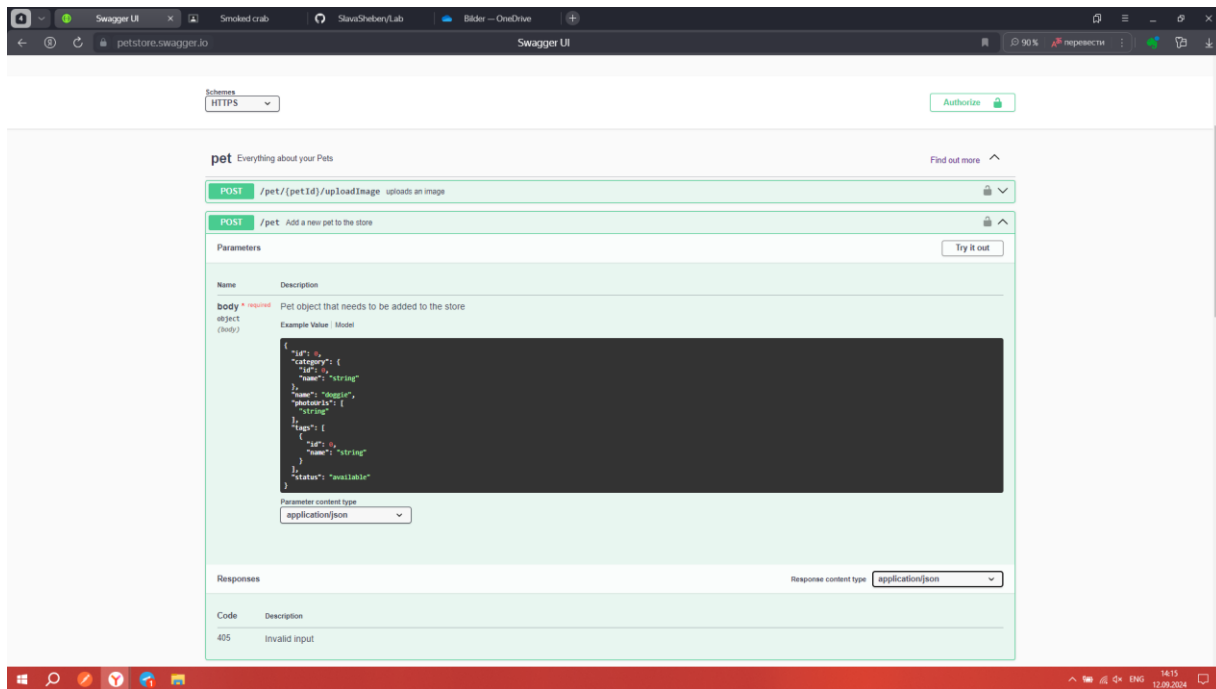 4 Swagger UI × Smoked crab SlavaSheben/Lab Bilder — OneDrive
petstore.swagger.io Swagger UI 90 % перевести
Schemes
HTTPS
Authorize
pet Everything about your Pets Find out more
POST /pet/{petId}/uploadImage uploads an image
POST /pet Add a new pet to the store
Parameters Try it out
Name Description
body * required Pet object that needs to be added to the store
object
(body)
Example Value | Model
{
"id": 0,
"category": {
"id": 0,
"name": "string"
},
"name": "doggie",
"photoUrls": [
"string"
],
"tags": [
{
"id": 0,
"name": "string"
}
],
"status": "available"
}
Parameter content type
application/json
Responses Response content type application/json
Code Description
405 Invalid input
ENG 14:15
12.09.2024